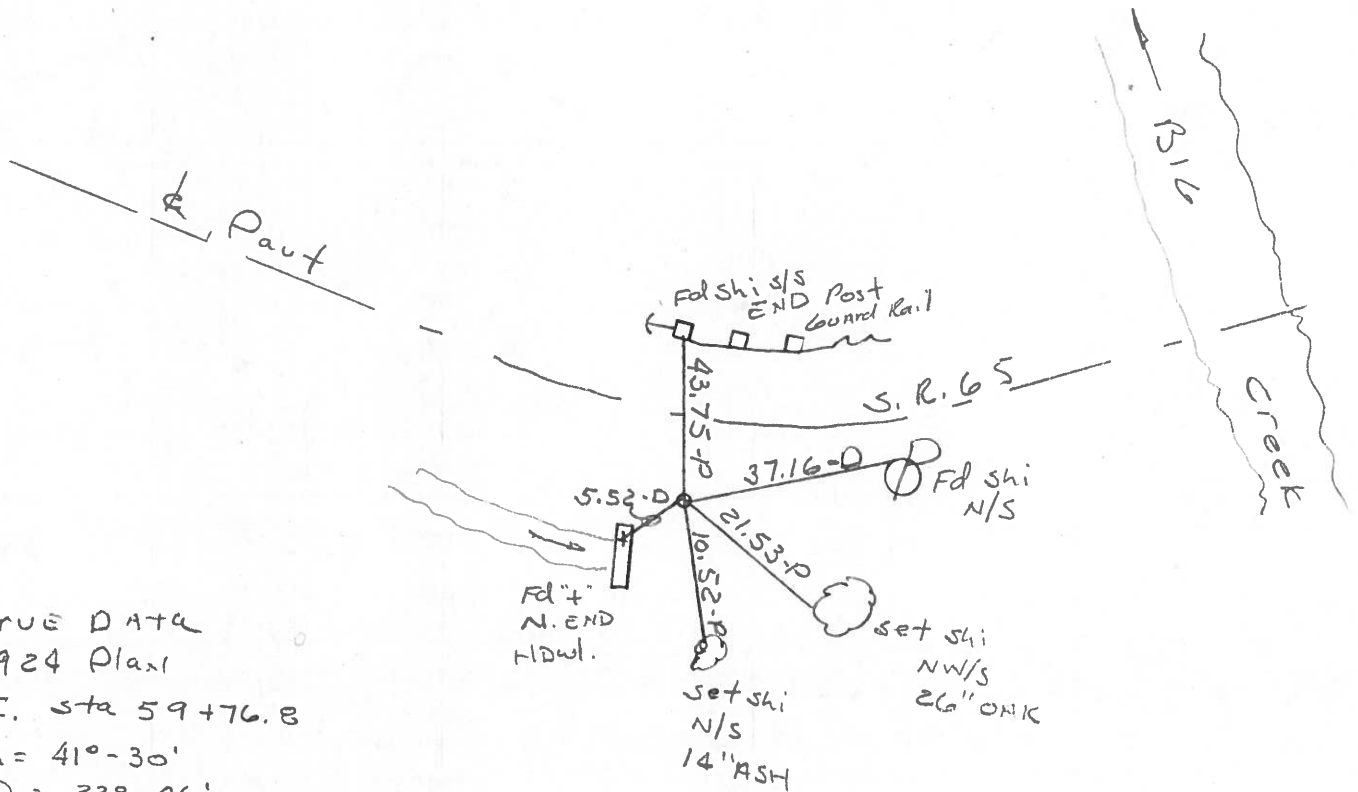 BIG
Creek
₵ Pavt
Fd shi S/S
END Post
Guard Rail
S.R. 65
43.75-P
37.16-D
Fd shi
N/S
5.52-D
21.53-P
10.52-P
Fd "+"
N. END
HDwl.
set shi
NW/S
26" OAK
set shi
N/S
14" ASH
DATA
1924 Plan
sta 59+76.8
= 41°-30'